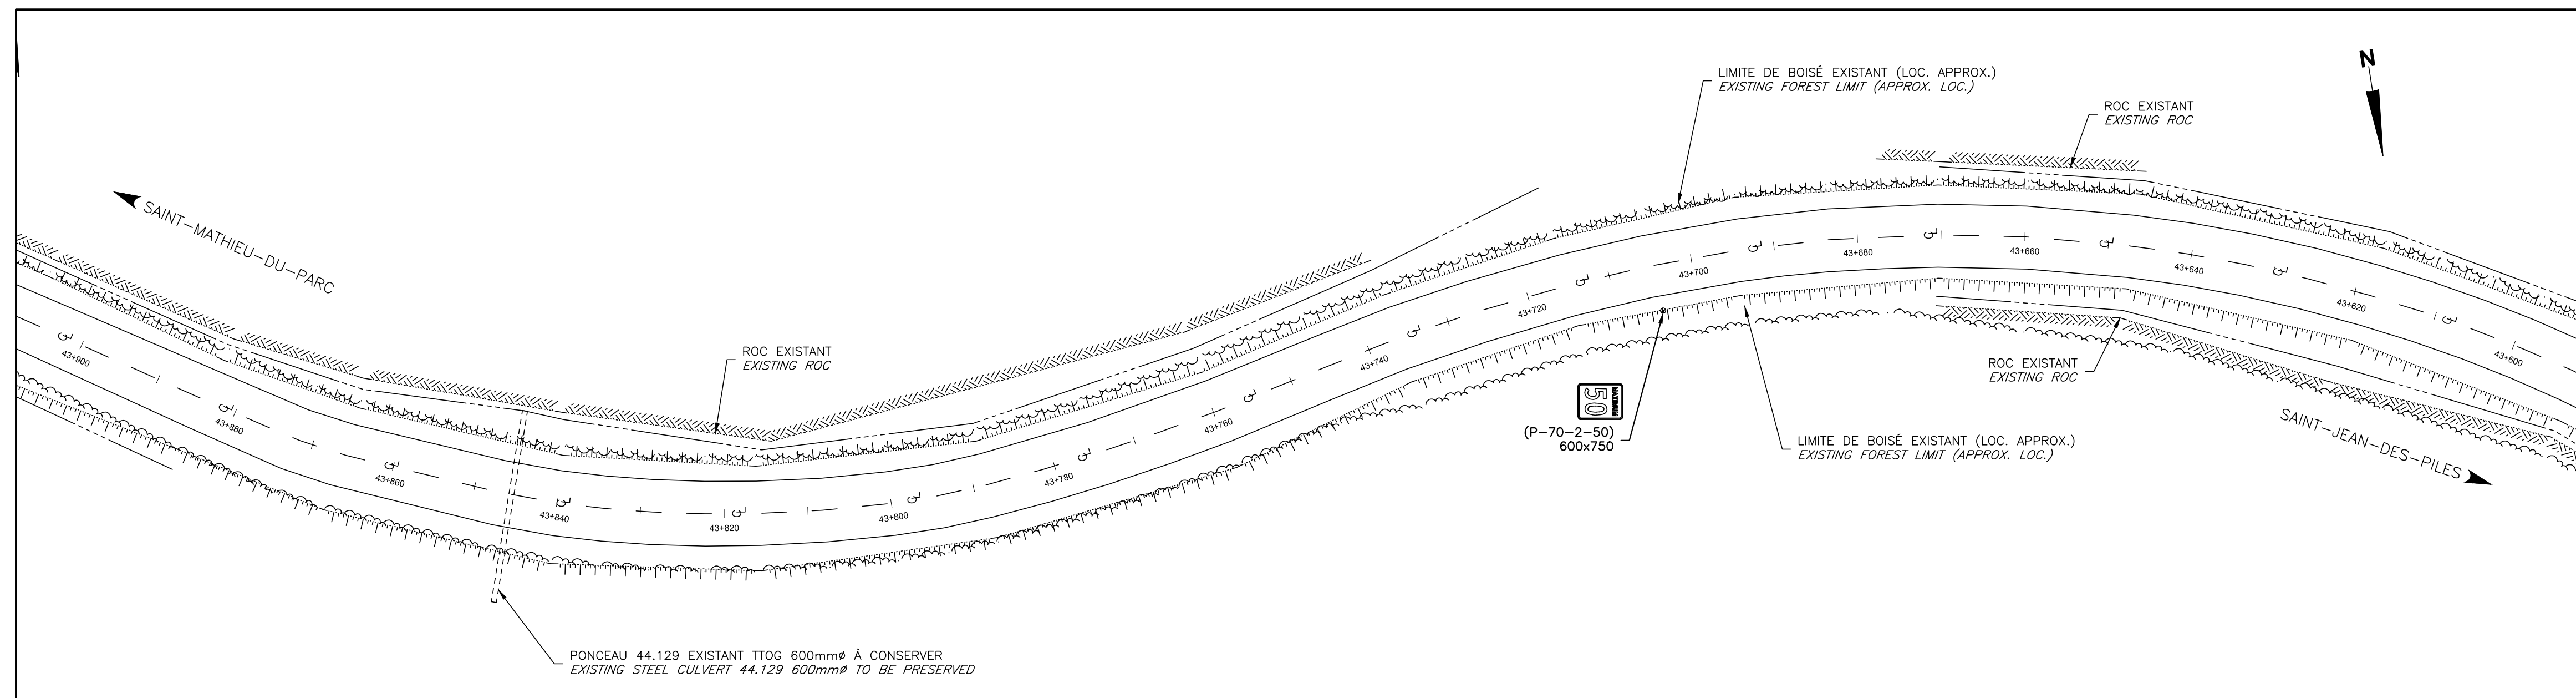 N
LIMITE DE BOISÉ EXISTANT (LOC. APPROX.)
EXISTING FOREST LIMIT (APPROX. LOC.)
ROC EXISTANT
EXISTING ROC
SAINT-MATHIEU-DU-PARC
ROC EXISTANT
EXISTING ROC
43+900
43+880
43+860
43+840
43+820
43+800
43+780
43+760
43+740
43+720
43+700
43+680
43+660
43+640
43+620
43+600
MAXIMUM
50
(P-70-2-50)
600x750
ROC EXISTANT
EXISTING ROC
LIMITE DE BOISÉ EXISTANT (LOC. APPROX.)
EXISTING FOREST LIMIT (APPROX. LOC.)
SAINT-JEAN-DES-PILES
PONCEAU 44.129 EXISTANT TTOG 600mmø À CONSERVER
EXISTING STEEL CULVERT 44.129 600mmø TO BE PRESERVED